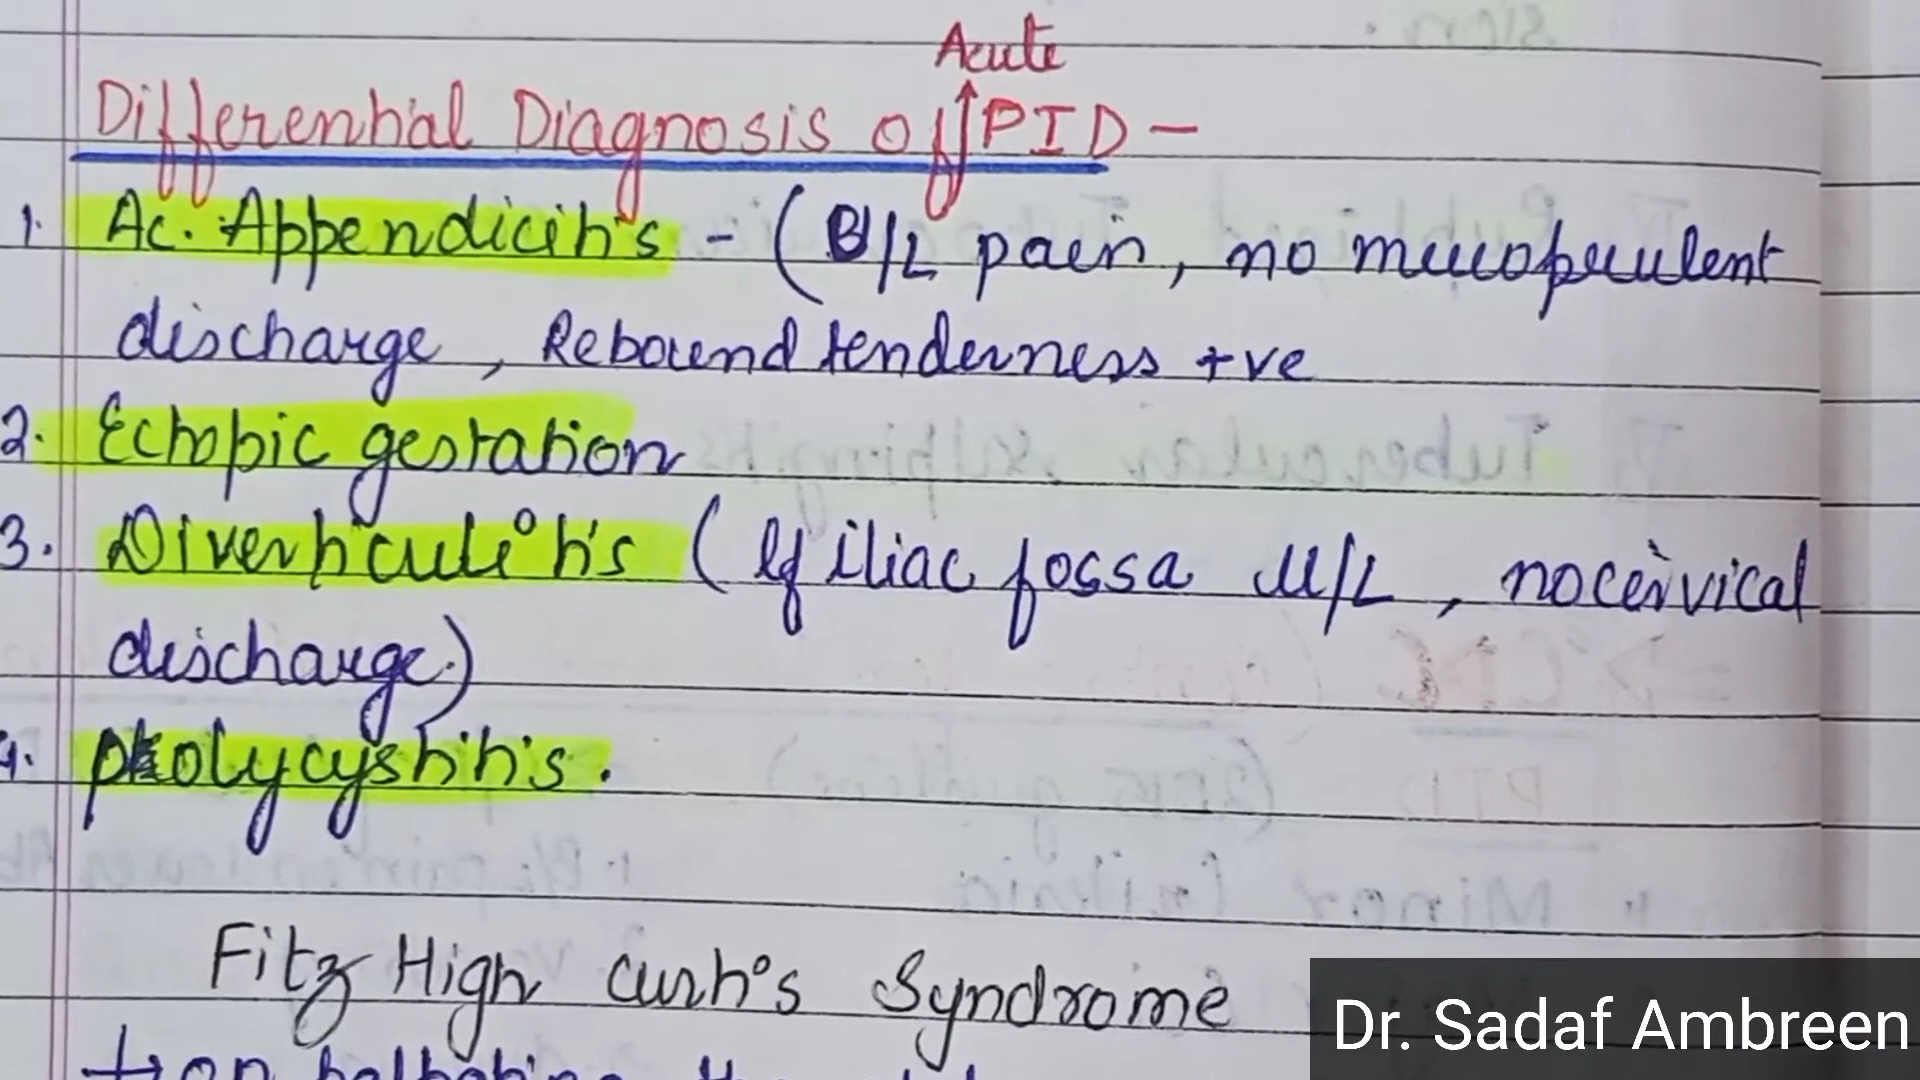 Acute
Differential Diagnosis of PID -
1. Ac. Appendicitis - (B/L pain, no mucopurulent
discharge, Rebound tenderness +ve
2. Ectopic gestation
3. Diverticulitis (lf iliac fossa U/L, no cervical
discharge)
4. polycystitis.
Fitz High Curti's Syndrome
Dr. Sadaf Ambreen